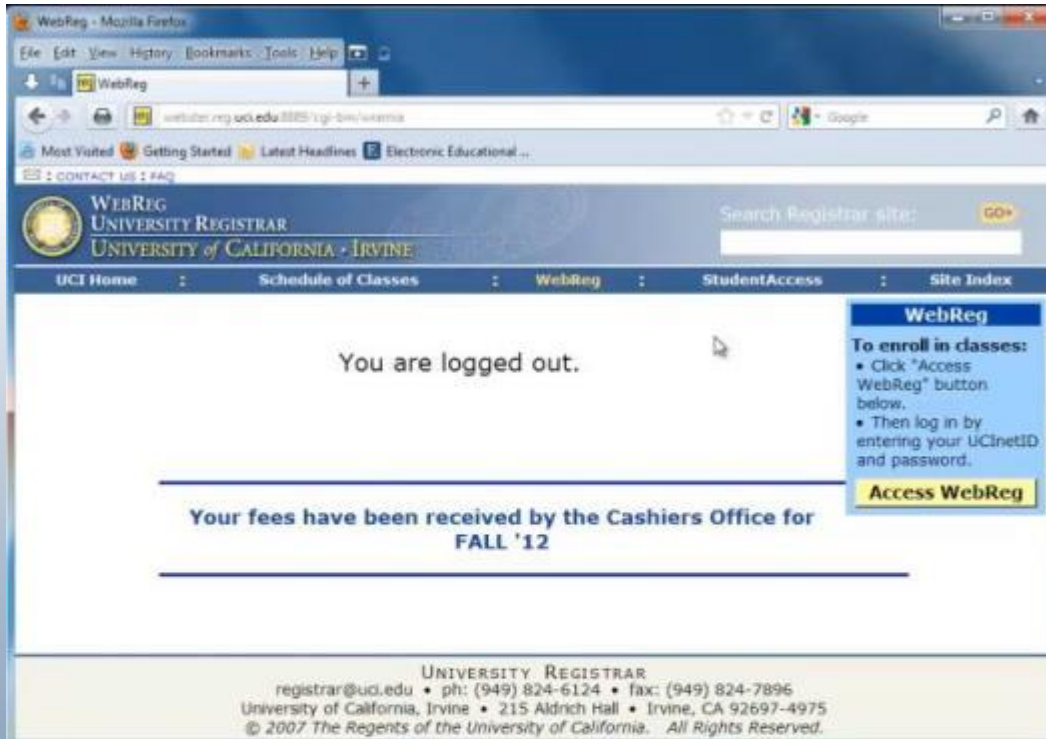 WebReg - Mozilla Firefox
File Edit View History Bookmarks Tools Help
WebReg +
uci.edu
Google
Most Visited Getting Started Latest Headlines Electronic Educational ...
: CONTACT US : FAQ
WEBREG
UNIVERSITY REGISTRAR
UNIVERSITY of CALIFORNIA • IRVINE
Search Registrar site:
GO»
UCI Home : Schedule of Classes : WebReg : StudentAccess : Site Index
You are logged out.
WebReg
To enroll in classes:
• Click "Access
WebReg" button
below.
• Then log in by
entering your UCInetID
and password.
Access WebReg
Your fees have been received by the Cashiers Office for
FALL '12
UNIVERSITY REGISTRAR
registrar@uci.edu • ph: (949) 824-6124 • fax: (949) 824-7896
University of California, Irvine • 215 Aldrich Hall • Irvine, CA 92697-4975
© 2007 The Regents of the University of California. All Rights Reserved.